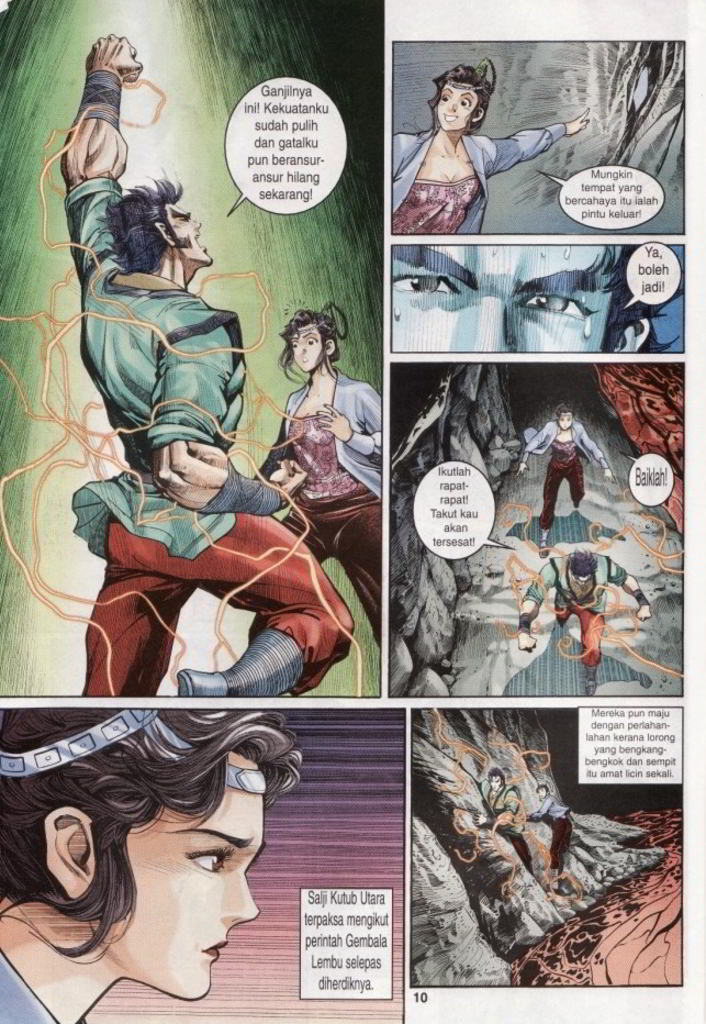 Ganjilnya
ini! Kekuatanku
sudah pulih
dan gatalku
pun beransur-
ansur hilang
sekarang!
Mungkin
tempat yang
bercahaya itu ialah
pintu keluar!
Ya,
boleh
jadi!
Ikutlah
rapat-
rapat!
Takut kau
akan
tersesat!
Baiklah!
Salji Kutub Utara
terpaksa mengikut
perintah Gembala
Lembu selepas
diherdiknya.
Mereka pun maju
dengan perlahan-
lahan kerana lorong
yang bengkang-
bengkok dan sempit
itu amat licin sekali.
10